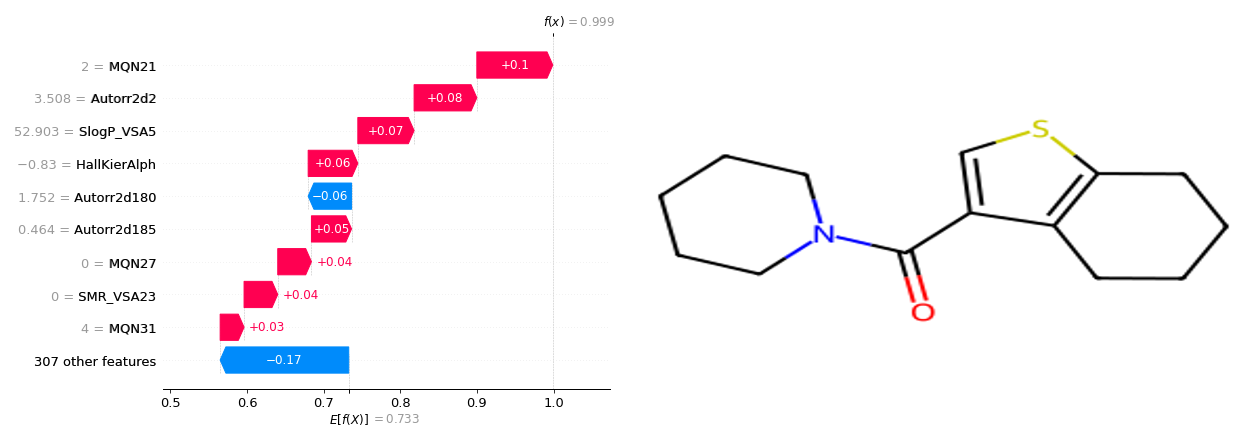 f(x) = 0.999
2 = MQN21
+0.1
3.508 = Autorr2d2
+0.08
52.903 = SlogP_VSA5
+0.07
−0.83 = HallKierAlph
+0.06
1.752 = Autorr2d180
−0.06
0.464 = Autorr2d185
+0.05
0 = MQN27
+0.04
0 = SMR_VSA23
+0.04
4 = MQN31
+0.03
307 other features
−0.17
0.5 0.6 0.7 0.8 0.9 1.0
E[f(X)] = 0.733
S
N
O